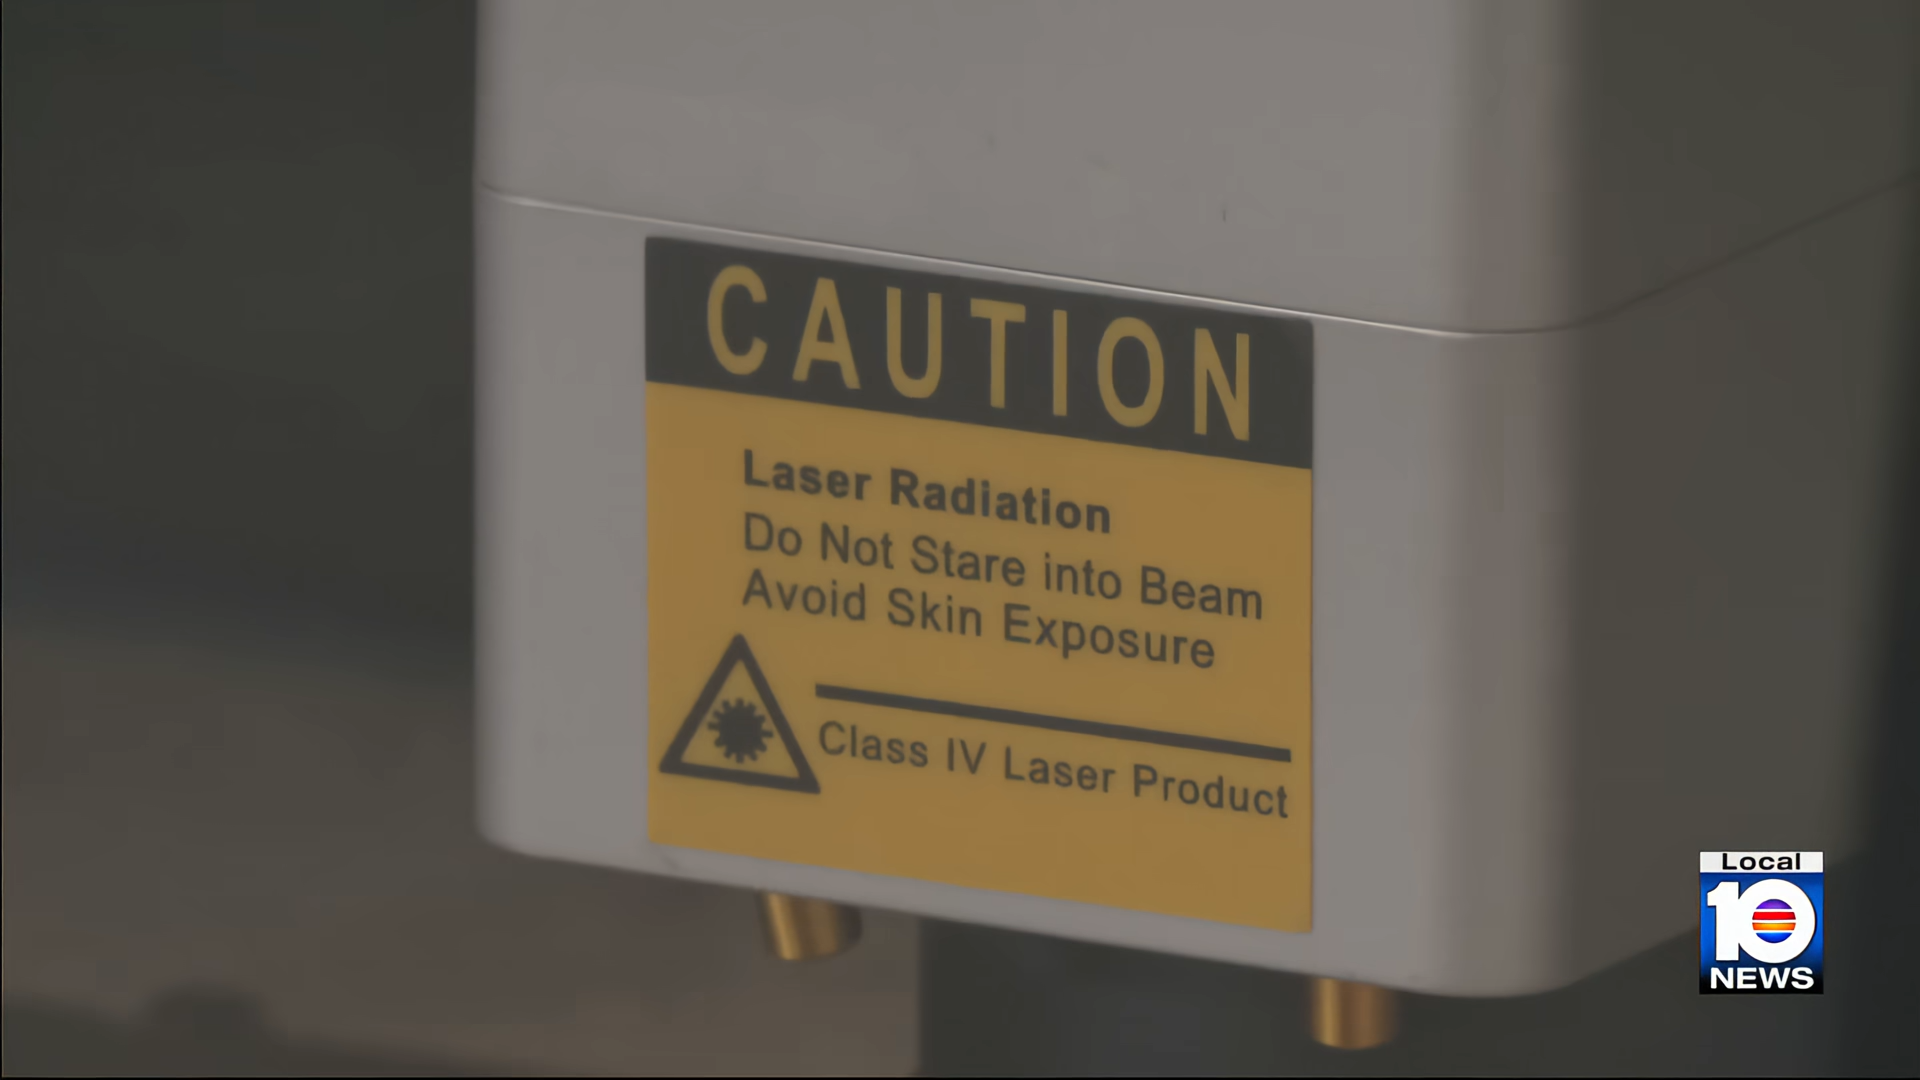 CAUTION
Laser Radiation
Do Not Stare into Beam
Avoid Skin Exposure
Class IV Laser Product
Local
10
NEWS